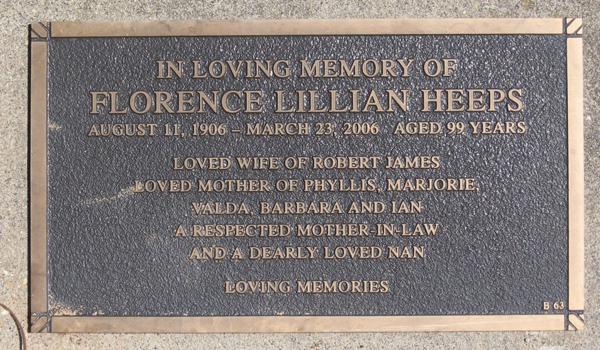 IN LOVING MEMORY OF
FLORENCE LILLIAN HEEPS
AUGUST 11, 1906 – MARCH 23, 2006 AGED 99 YEARS
LOVED WIFE OF ROBERT JAMES
LOVED MOTHER OF PHYLLIS, MARJORIE,
VALDA, BARBARA AND IAN
A RESPECTED MOTHER-IN-LAW
AND A DEARLY LOVED NAN
LOVING MEMORIES
B 63